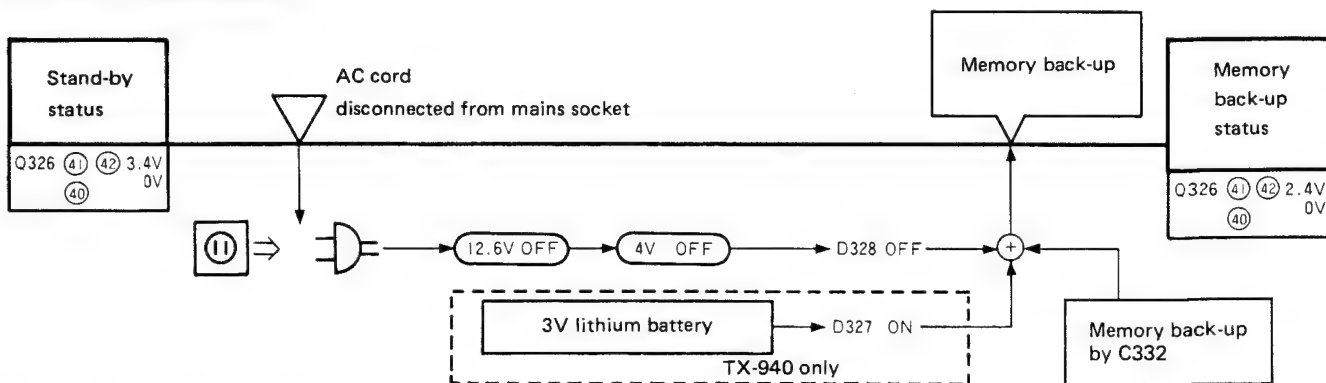 Stand-by
status
Q326 ㊶ ㊷ 3.4V
0V
㊵
AC cord
disconnected from mains socket
Memory back-up
Memory
back-up
status
Q326 ㊶ ㊷ 2.4V
0V
㊵
12.6V OFF
4V OFF
D328 OFF
+
3V lithium battery
D327 ON
TX-940 only
Memory back-up
by C332